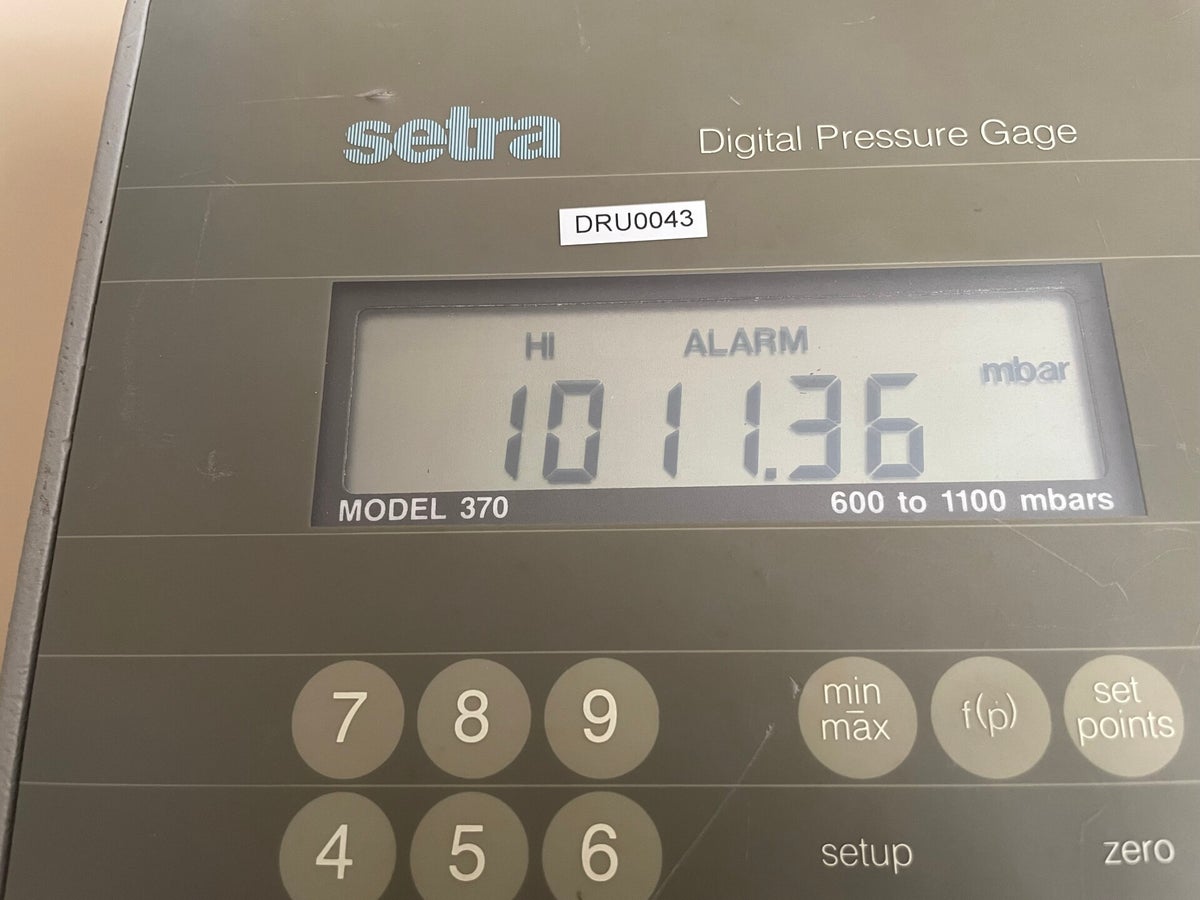 setra
Digital Pressure Gage
DRU0043
HI ALARM
mbar
1011.36
MODEL 370 600 to 1100 mbars
7 8 9
min
max
f(ṗ)
set
points
4 5 6
setup zero